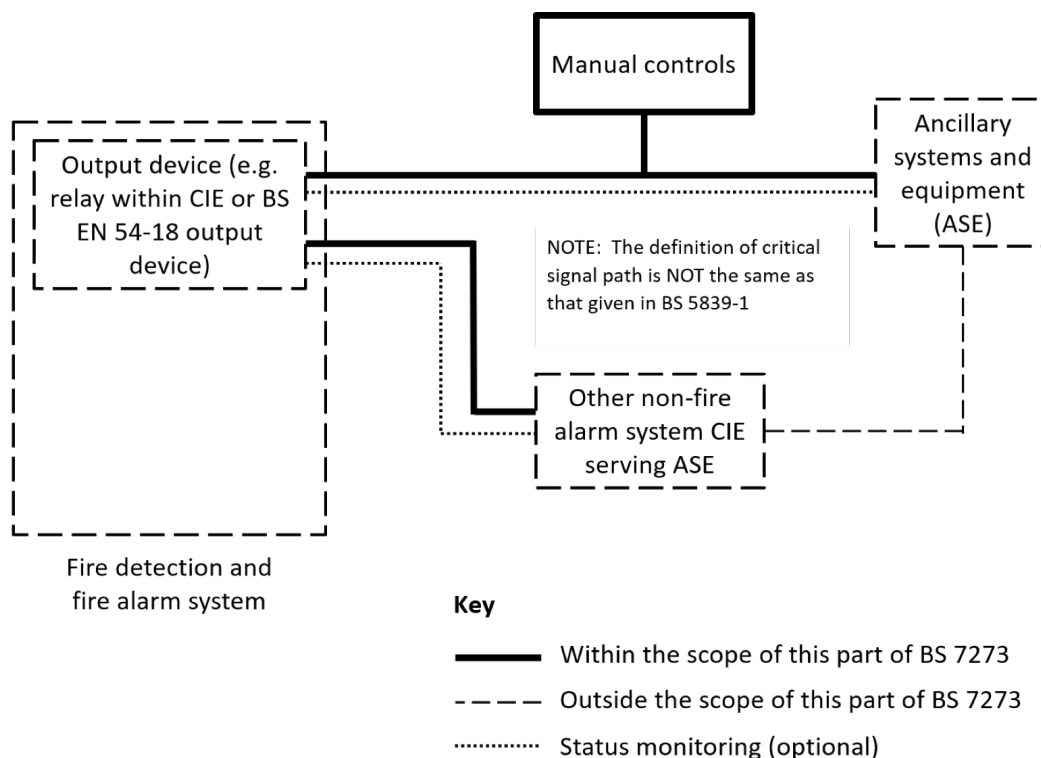 Manual controls
Output device (e.g.
relay within CIE or BS
EN 54-18 output
device)
Ancillary
systems and
equipment
(ASE)
NOTE:  The definition of critical
signal path is NOT the same as
that given in BS 5839-1
Other non-fire
alarm system CIE
serving ASE
Fire detection and
fire alarm system
Key
Within the scope of this part of BS 7273
Outside the scope of this part of BS 7273
Status monitoring (optional)